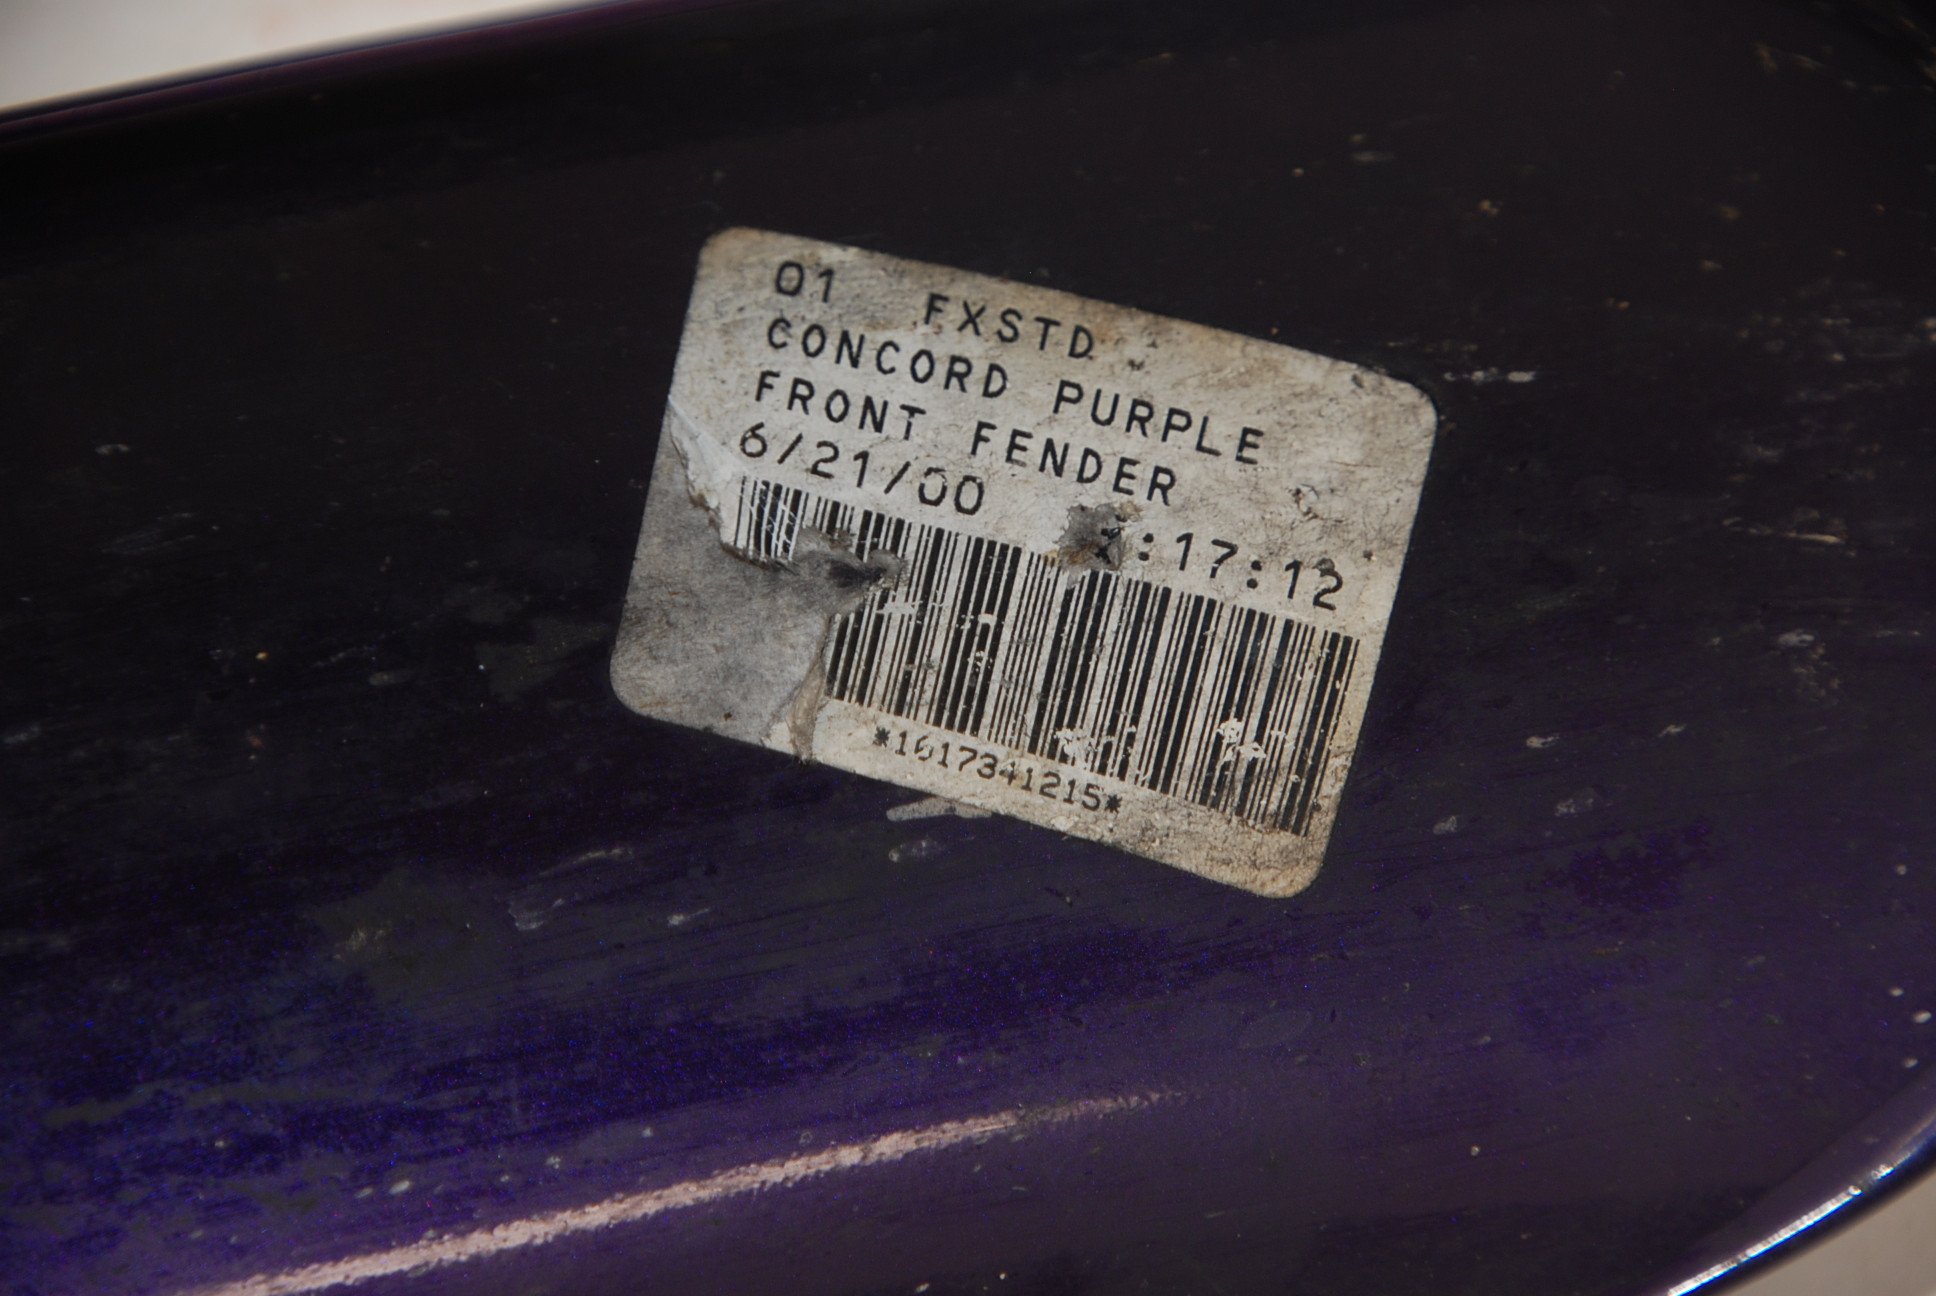 01 FXSTD
CONCORD PURPLE
FRONT FENDER
6/21/00 :17:12
*1617341215*